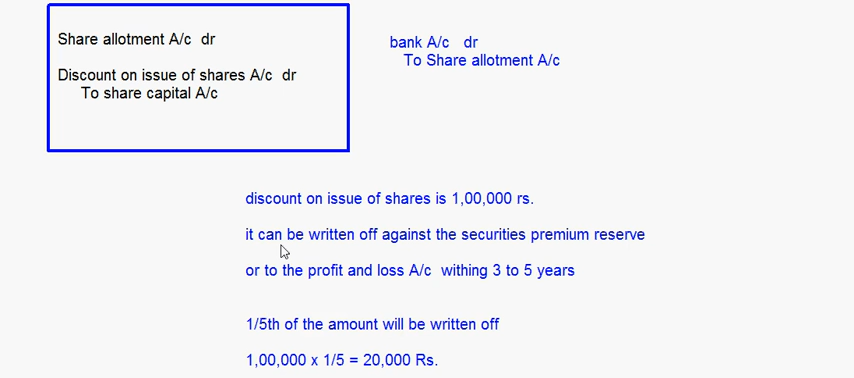 Share allotment A/c dr
Discount on issue of shares A/c dr
To share capital A/c
bank A/c dr
To Share allotment A/c
discount on issue of shares is 1,00,000 rs.
it can be written off against the securities premium reserve
or to the profit and loss A/c withing 3 to 5 years
1/5th of the amount will be written off
1,00,000 x 1/5 = 20,000 Rs.